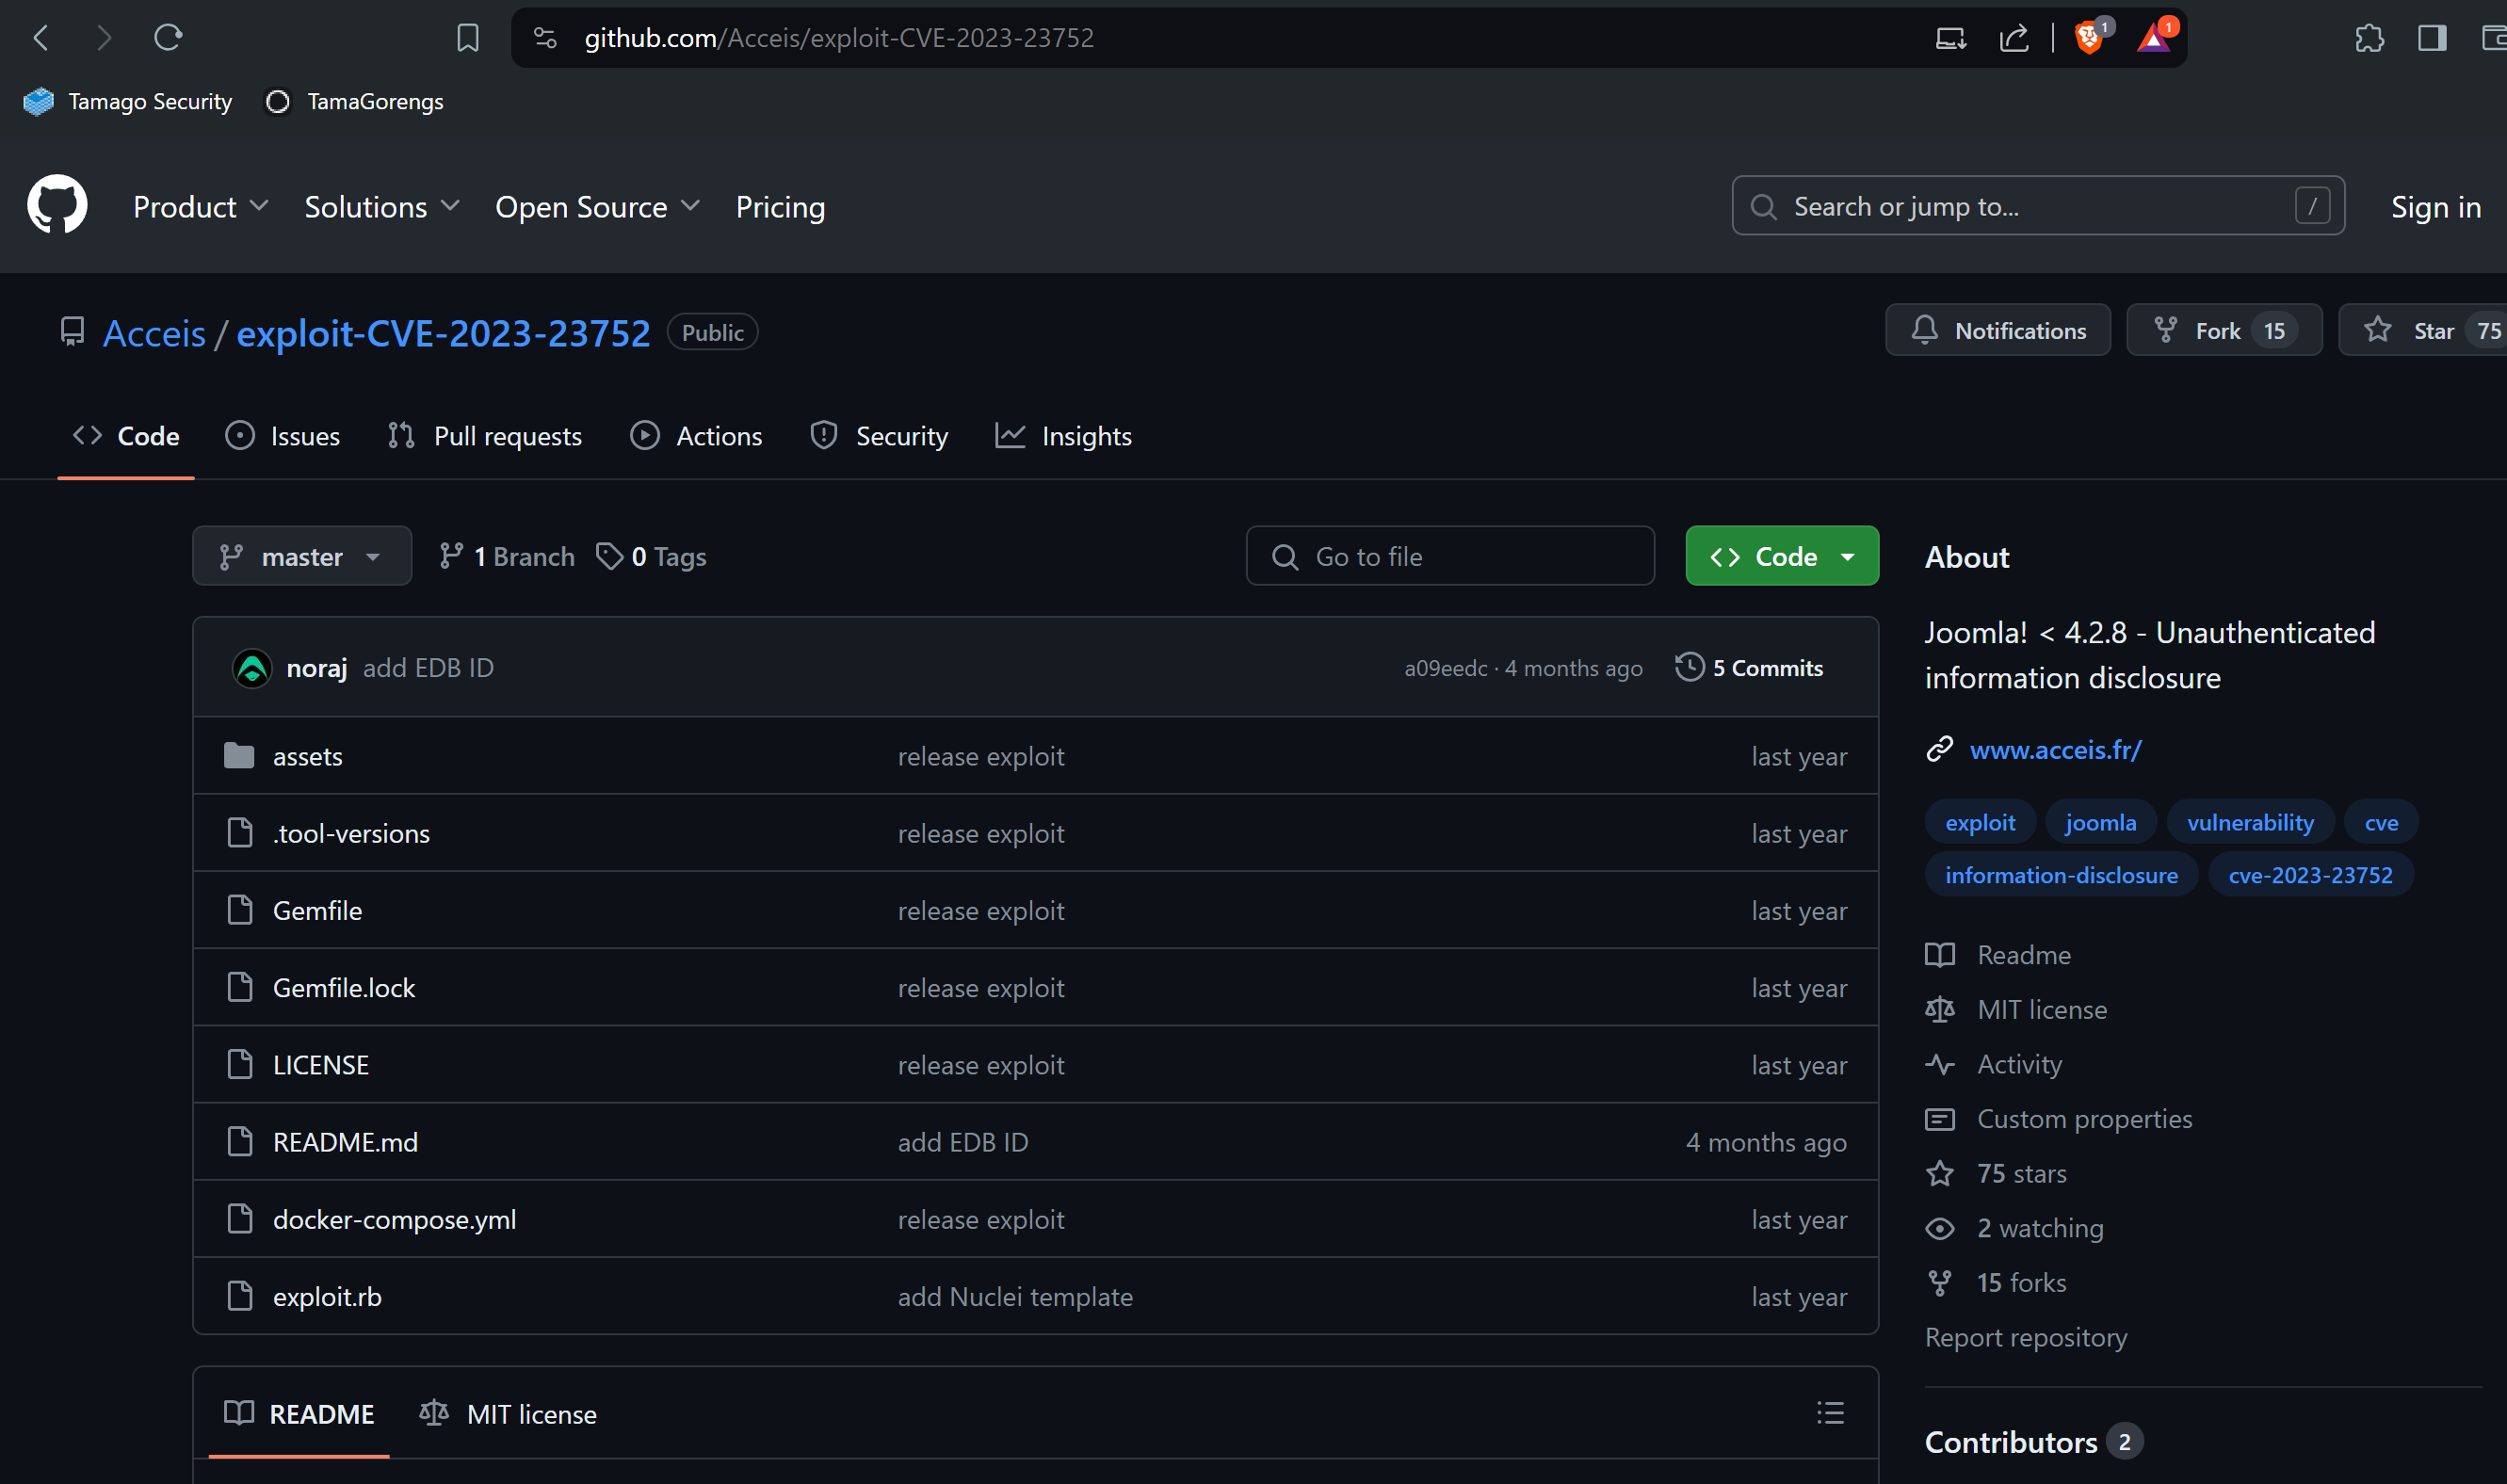 github.com/Acceis/exploit-CVE-2023-23752
1
1
Tamago Security
TamaGorengs
Product
Solutions
Open Source
Pricing
Search or jump to...
/
Sign in
Acceis / exploit-CVE-2023-23752
Public
Notifications
Fork 15
Star 75
Code
Issues
Pull requests
Actions
Security
Insights
master
1 Branch
0 Tags
Go to file
Code
noraj add EDB ID
a09eedc · 4 months ago
5 Commits
assets release exploit last year
.tool-versions release exploit last year
Gemfile release exploit last year
Gemfile.lock release exploit last year
LICENSE release exploit last year
README.md add EDB ID 4 months ago
docker-compose.yml release exploit last year
exploit.rb add Nuclei template last year
README
MIT license
About
Joomla! < 4.2.8 - Unauthenticated
information disclosure
www.acceis.fr/
exploit joomla vulnerability cve
information-disclosure cve-2023-23752
Readme
MIT license
Activity
Custom properties
75 stars
2 watching
15 forks
Report repository
Contributors 2